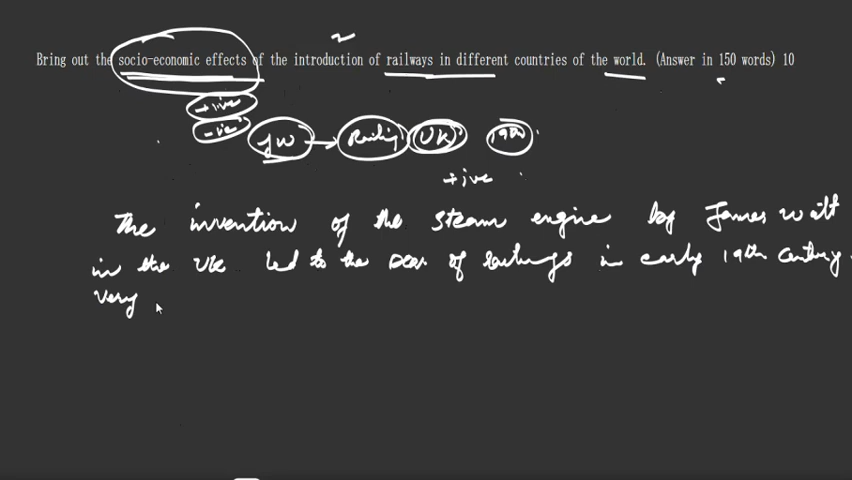 Bring out the socio-economic effects of the introduction of railways in different countries of the world. (Answer in 150 words) 10
+ive
-ive
JW → Railway UK 19th
+ive
The invention of the steam engine by James Watt
in the UK led to the of railways in early 19th century.
Very